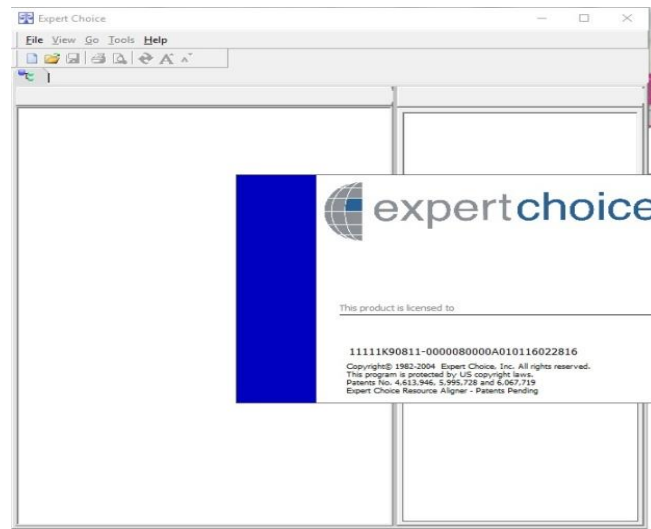 Expert Choice
File View Go Tools Help
A A
expertchoice
This product is licensed to
11111K90811-0000080000A010116022816
Copyright© 1982-2004 Expert Choice, Inc. All rights reserved.
This program is protected by US copyright laws.
Patents No. 4,613,946, 5,995,728 and 6,067,719
Expert Choice Resource Aligner - Patents Pending